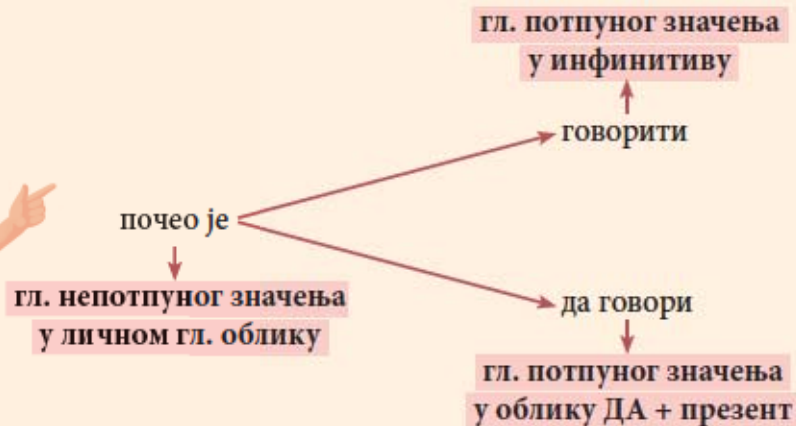 гл. потпуног значења
у инфинитиву
говорити
почео је
гл. непотпуног значења
у личном гл. облику
да говори
гл. потпуног значења
у облику ДА + презент